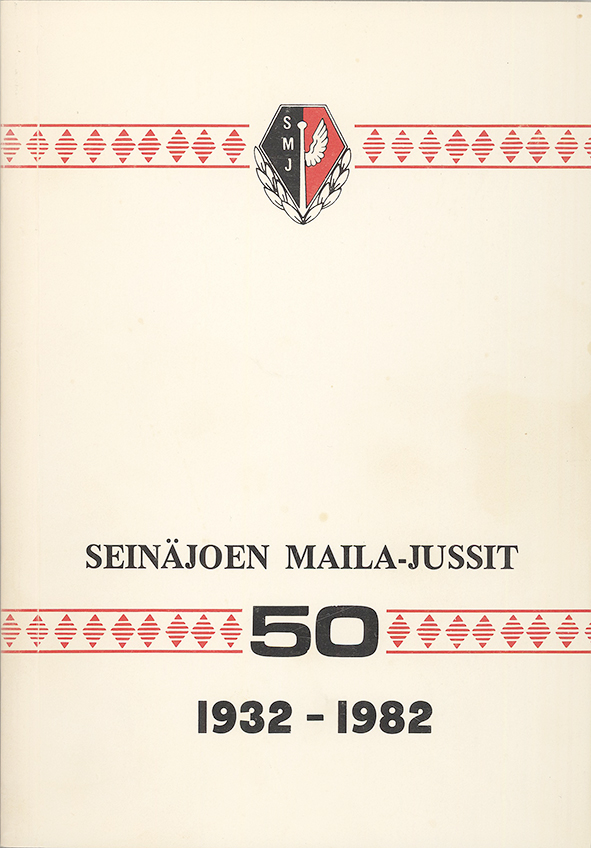 S
M
J
SEINÄJOEN MAILA-JUSSIT
50
1932 - 1982